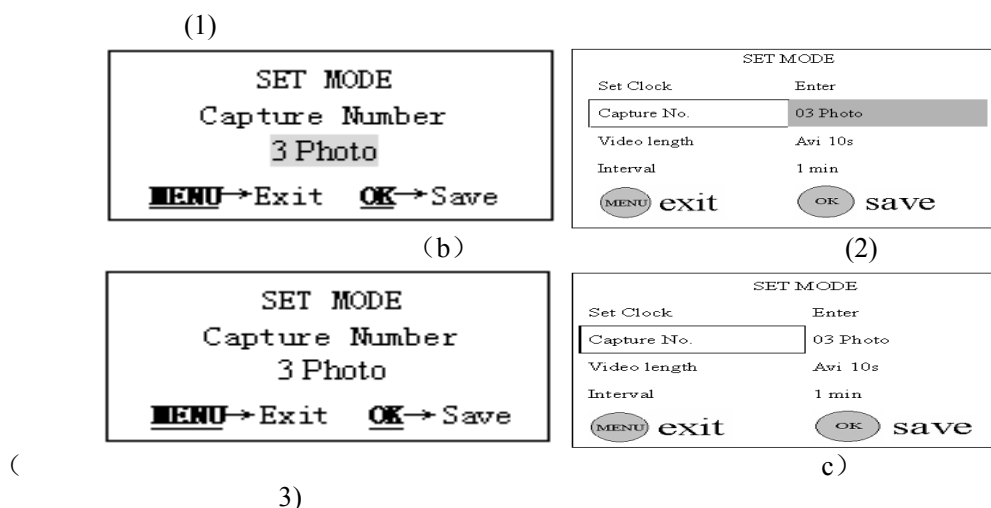 (1)
SET MODE
Capture Number
3 Photo
MENU→Exit OK→Save
SET MODE
Set Clock Enter
Capture No. 03 Photo
Video length Avi 10s
Interval 1 min
MENU exit OK save
（b） (2)
SET MODE
Capture Number
3 Photo
MENU→Exit OK→Save
SET MODE
Set Clock Enter
Capture No. 03 Photo
Video length Avi 10s
Interval 1 min
MENU exit OK save
（ c）
3)